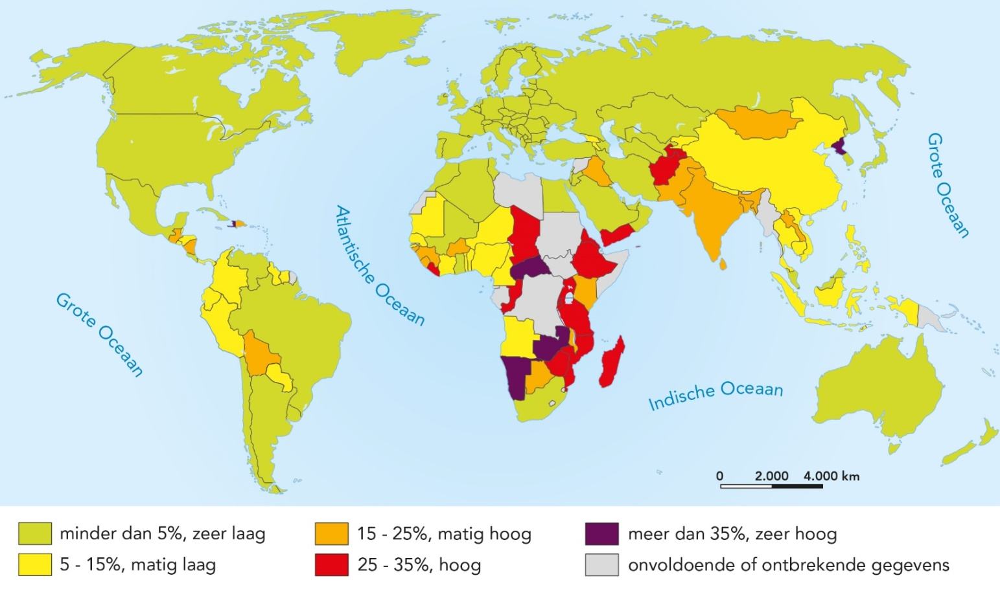 Grote Oceaan
Atlantische Oceaan
Grote Oceaan
Indische Oceaan
0 2.000 4.000 km
minder dan 5%, zeer laag
5 - 15%, matig laag
15 - 25%, matig hoog
25 - 35%, hoog
meer dan 35%, zeer hoog
onvoldoende of ontbrekende gegevens